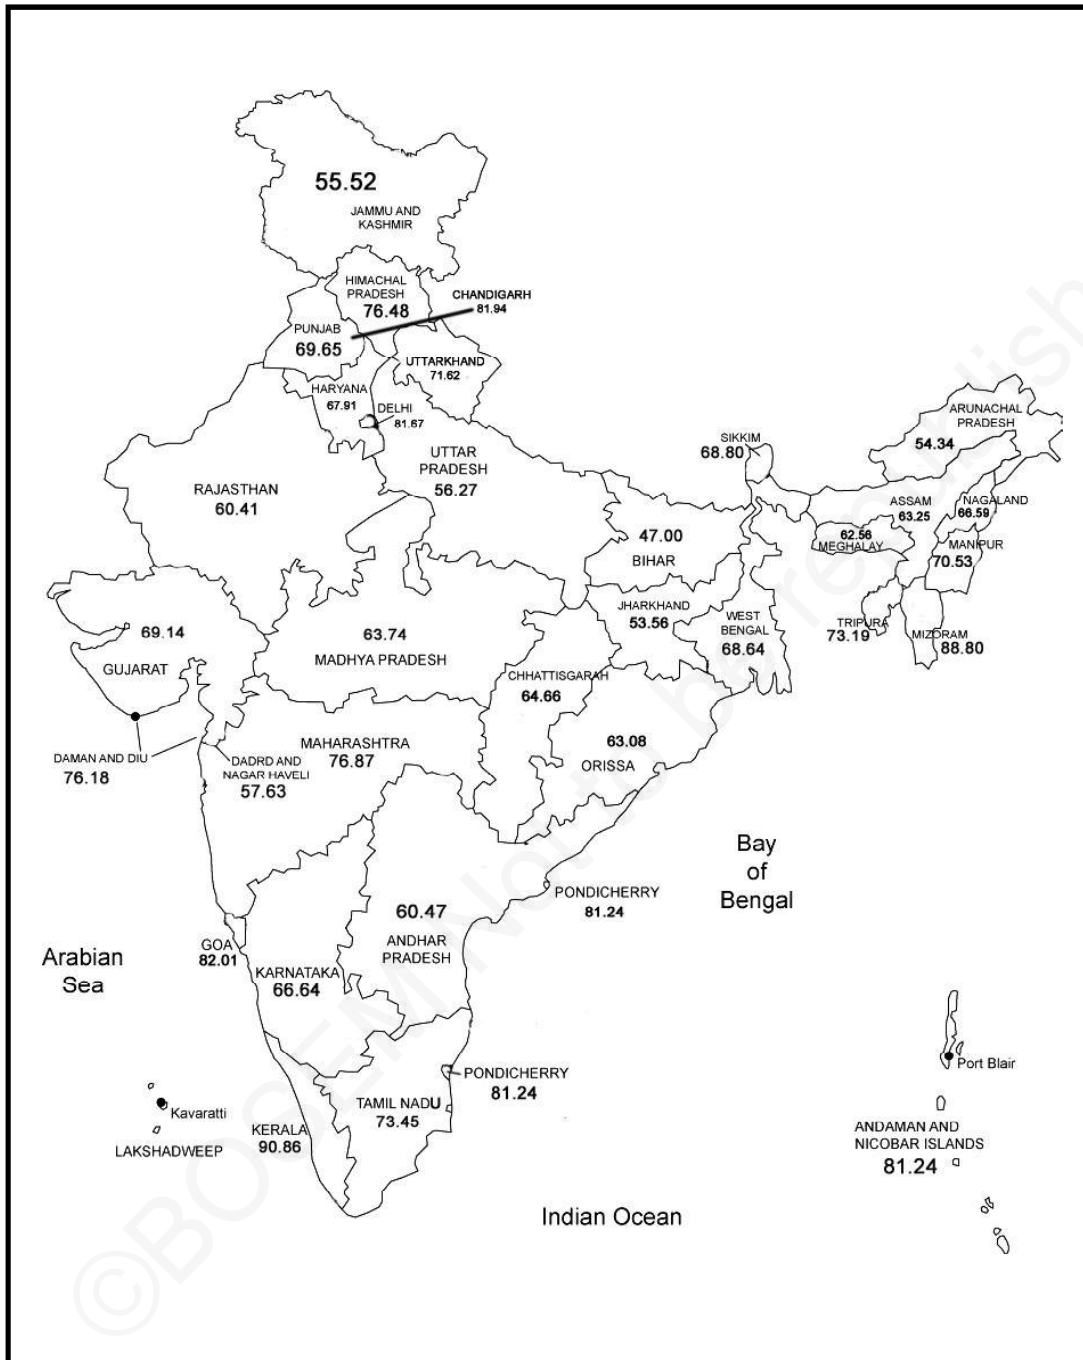 55.52
JAMMU AND
KASHMIR
HIMACHAL
PRADESH
76.48
CHANDIGARH
81.94
PUNJAB
69.65
UTTARKHAND
71.62
HARYANA
67.91
DELHI
81.67
ARUNACHAL
PRADESH
54.34
SIKKIM
68.80
UTTAR
PRADESH
56.27
RAJASTHAN
60.41
ASSAM
63.25
NAGALAND
66.59
47.00
BIHAR
62.56
MEGHALAY
MANIPUR
70.53
JHARKHAND
53.56
WEST
BENGAL
68.64
TRIPURA
73.19
MIZORAM
88.80
69.14
GUJARAT
63.74
MADHYA PRADESH
CHHATTISGARAH
64.66
63.08
ORISSA
MAHARASHTRA
76.87
DAMAN AND DIU
76.18
DADRD AND
NAGAR HAVELI
57.63
Bay
of
Bengal
PONDICHERRY
81.24
60.47
ANDHAR
PRADESH
GOA
82.01
Arabian
Sea
KARNATAKA
66.64
Port Blair
PONDICHERRY
81.24
TAMIL NADU
73.45
Kavaratti
LAKSHADWEEP
KERALA
90.86
ANDAMAN AND
NICOBAR ISLANDS
81.24
Indian Ocean
©BOSEM Not to be republish